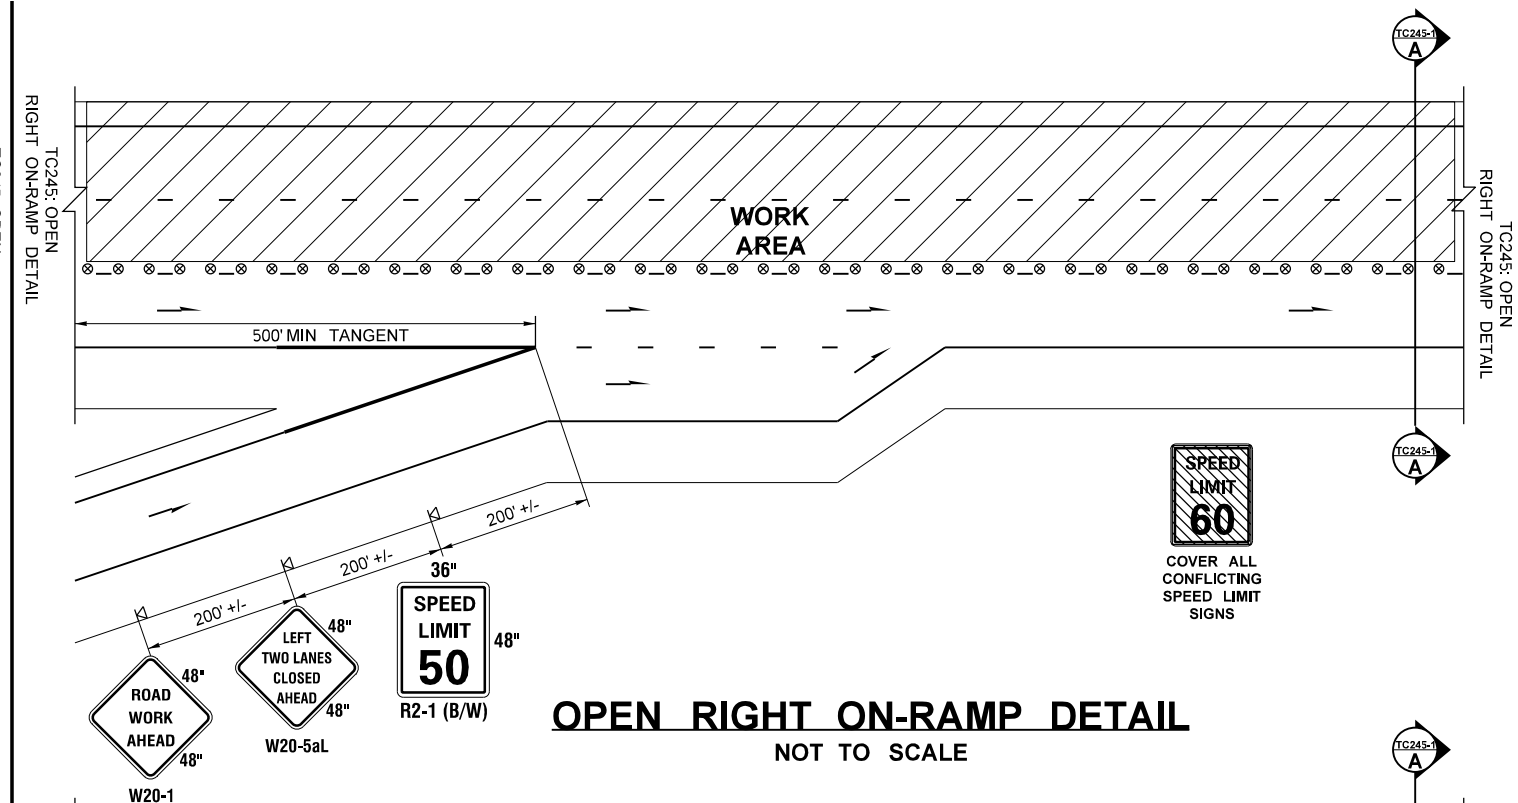 TC245-1
A
RIGHT ON-RAMP DETAIL
TC245: OPEN
TC245: OPEN
RIGHT ON-RAMP DETAIL
WORK
AREA
500' MIN TANGENT
TC245-1
A
SPEED
LIMIT
60
COVER ALL
CONFLICTING
SPEED LIMIT
SIGNS
200' +/-
200' +/-
200' +/-
36"
SPEED
LIMIT
50
48"
R2-1 (B/W)
LEFT
TWO LANES
CLOSED
AHEAD
48"
48"
W20-5aL
ROAD
WORK
AHEAD
48"
48"
W20-1
OPEN RIGHT ON-RAMP DETAIL
NOT TO SCALE
TC245-1
A